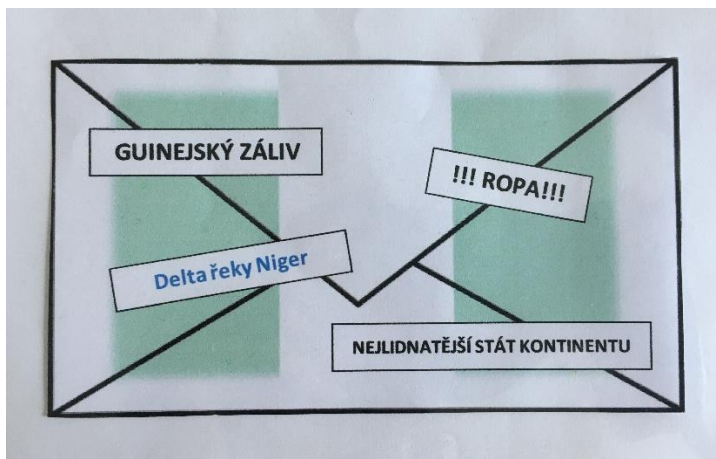 GUINEJSKÝ ZÁLIV
!!! ROPA!!!
Delta řeky Niger
NEJLIDNATĚJŠÍ STÁT KONTINENTU